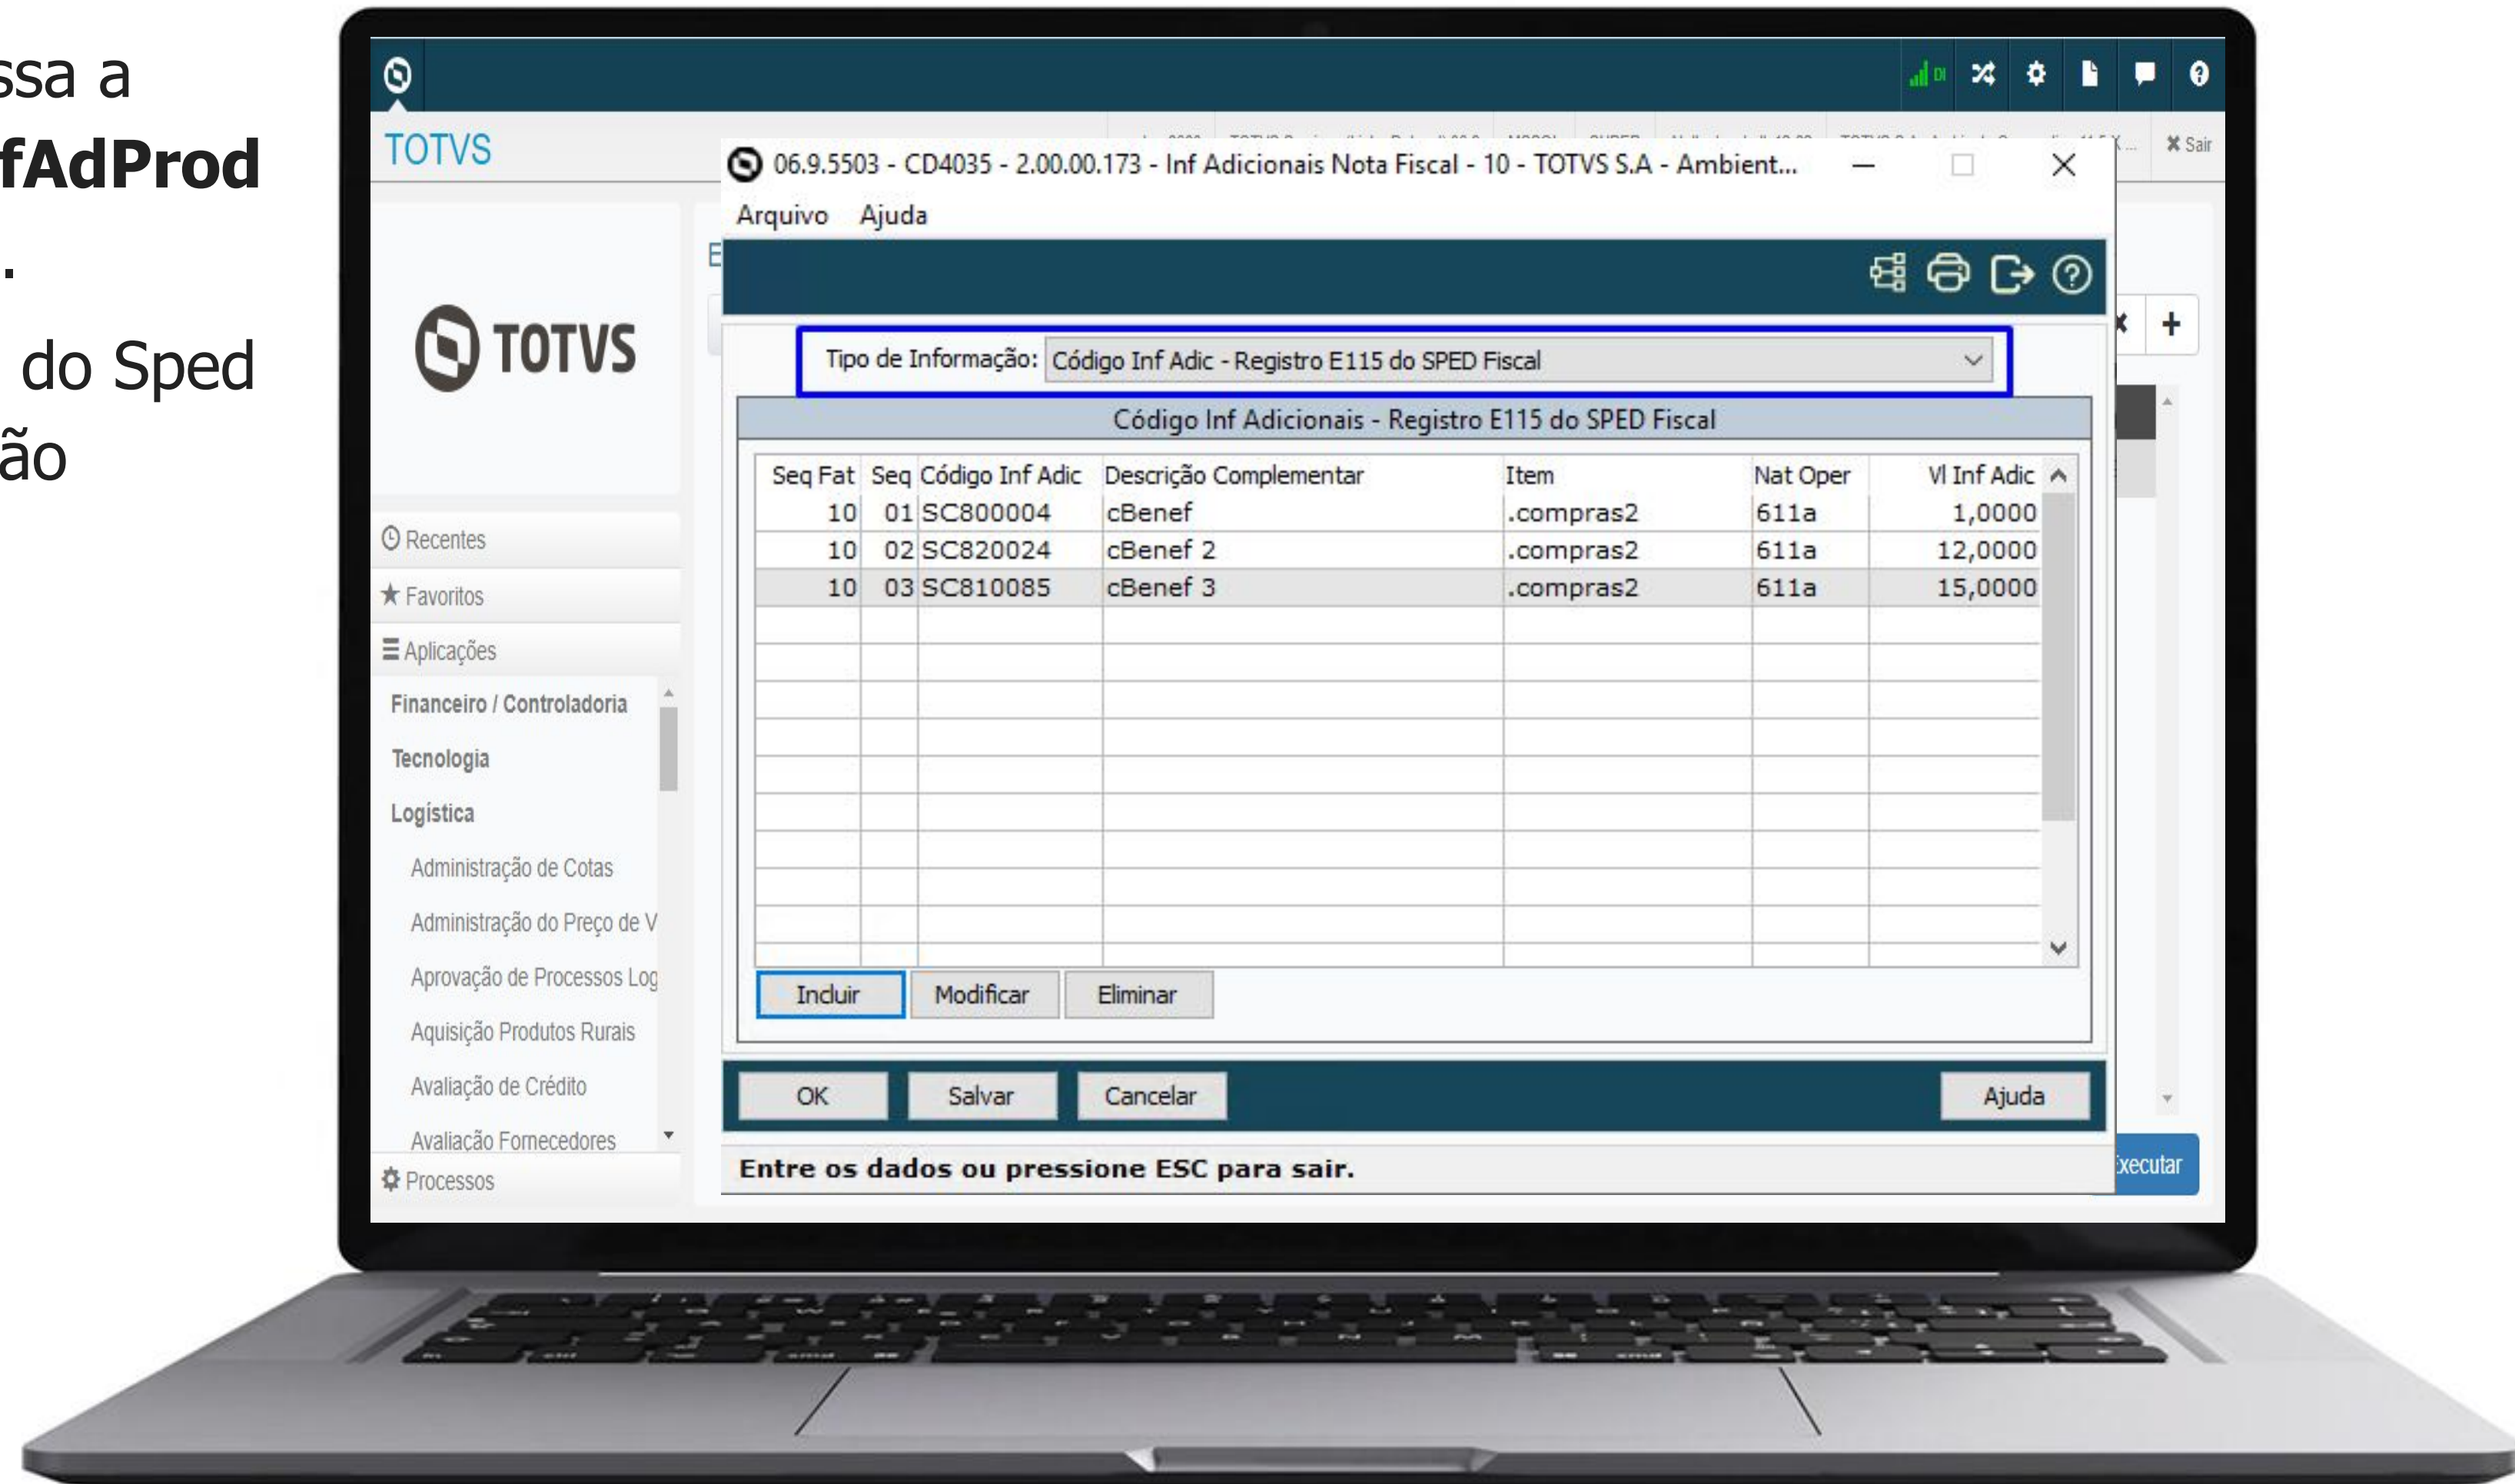 ssa a
fAdProd
.
do Sped
ão
DI
TOTVS
Sair
TOTVS
Recentes
Favoritos
Aplicações
Financeiro / Controladoria
Tecnologia
Logística
Administração de Cotas
Administração do Preço de V
Aprovação de Processos Log
Aquisição Produtos Rurais
Avaliação de Crédito
Avaliação Fornecedores
Processos
06.9.5503 - CD4035 - 2.00.00.173 - Inf Adicionais Nota Fiscal - 10 - TOTVS S.A - Ambient...
Arquivo Ajuda
Tipo de Informação: Código Inf Adic - Registro E115 do SPED Fiscal
Código Inf Adicionais - Registro E115 do SPED Fiscal
Seq Fat Seq Código Inf Adic Descrição Complementar Item Nat Oper Vl Inf Adic
10 01 SC800004 cBenef .compras2 611a 1,0000
10 02 SC820024 cBenef 2 .compras2 611a 12,0000
10 03 SC810085 cBenef 3 .compras2 611a 15,0000
Incluir Modificar Eliminar
OK Salvar Cancelar Ajuda
Entre os dados ou pressione ESC para sair.
xecutar